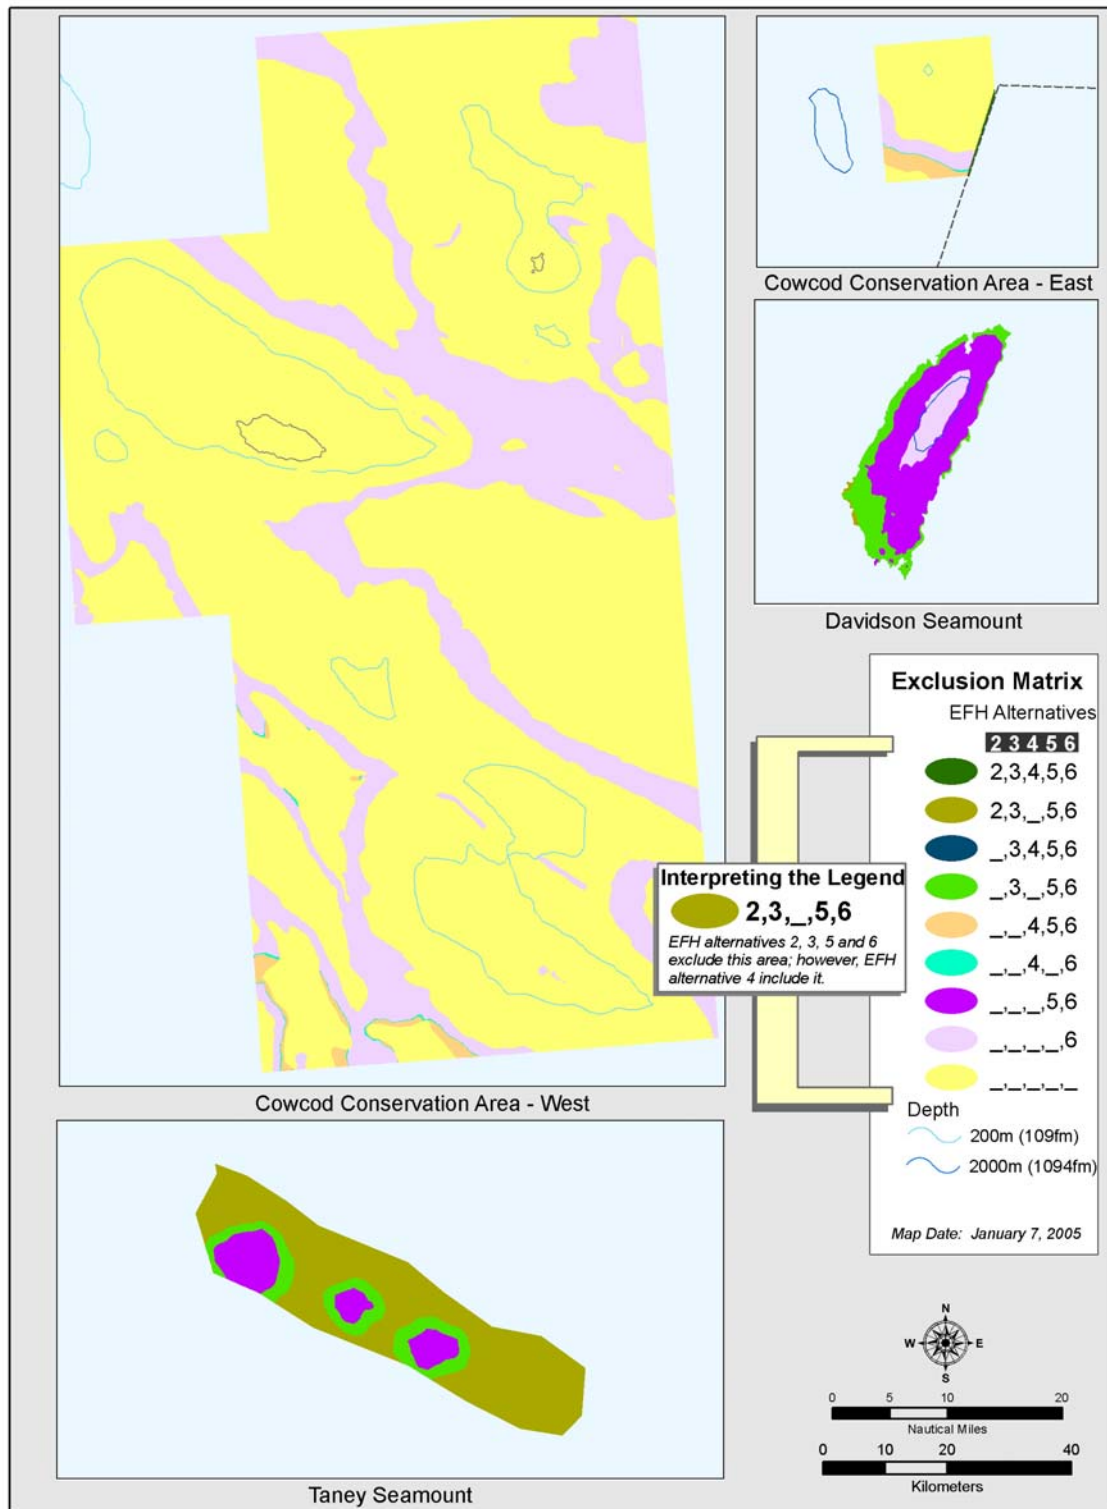 Cowcod Conservation Area - East
Davidson Seamount
Exclusion Matrix
EFH Alternatives
2 3 4 5 6
2,3,4,5,6
2,3,_,5,6
_,3,4,5,6
_,3,_,5,6
_,_,4,5,6
_,_,4,_,6
_,_,_,5,6
_,_,_,_,6
_,_,_,_,_
Depth
200m (109fm)
2000m (1094fm)
Map Date: January 7, 2005
Interpreting the Legend
2,3,_,5,6
EFH alternatives 2, 3, 5 and 6
exclude this area; however, EFH
alternative 4 include it.
Cowcod Conservation Area - West
Taney Seamount
N
W E
S
0 5 10 20
Nautical Miles
0 10 20 40
Kilometers